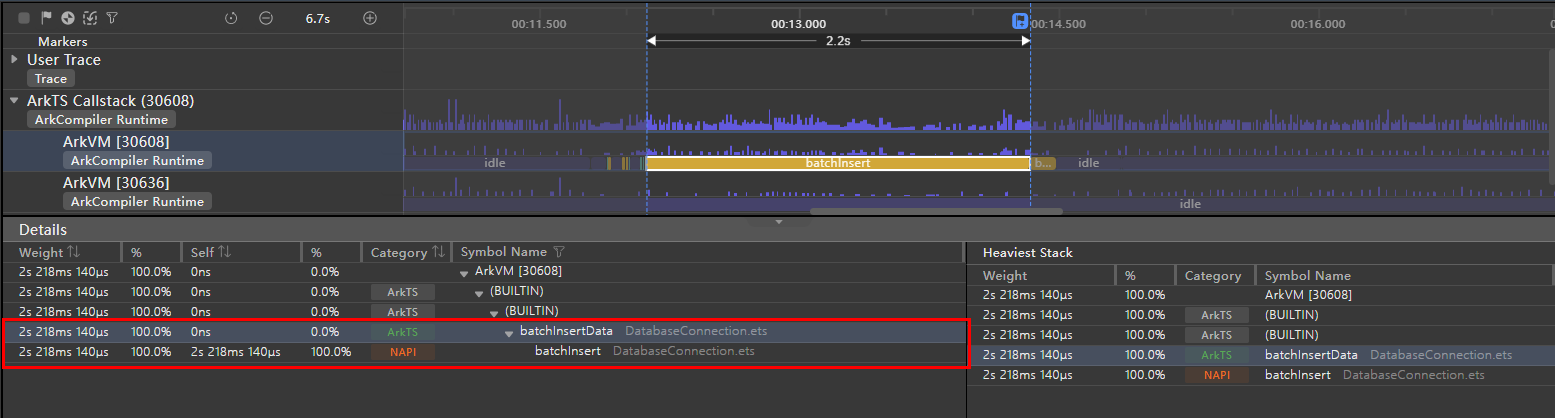 6.7s 00:11.500 00:13.000 00:14.500 00:16.000
Markers 2.2s
User Trace
Trace
ArkTS Callstack (30608)
ArkCompiler Runtime
ArkVM [30608]
ArkCompiler Runtime idle batchInsert b... idle
ArkVM [30636]
ArkCompiler Runtime idle
Details
Weight % Self % Category Symbol Name
2s 218ms 140μs 100.0% 0ns 0.0% ArkVM [30608]
2s 218ms 140μs 100.0% 0ns 0.0% ArkTS (BUILTIN)
2s 218ms 140μs 100.0% 0ns 0.0% ArkTS (BUILTIN)
2s 218ms 140μs 100.0% 0ns 0.0% ArkTS batchInsertData DatabaseConnection.ets
2s 218ms 140μs 100.0% 2s 218ms 140μs 100.0% NAPI batchInsert DatabaseConnection.ets
Heaviest Stack
Weight % Category Symbol Name
2s 218ms 140μs 100.0% ArkVM [30608]
2s 218ms 140μs 100.0% ArkTS (BUILTIN)
2s 218ms 140μs 100.0% ArkTS (BUILTIN)
2s 218ms 140μs 100.0% ArkTS batchInsertData DatabaseConnection.ets
2s 218ms 140μs 100.0% NAPI batchInsert DatabaseConnection.ets